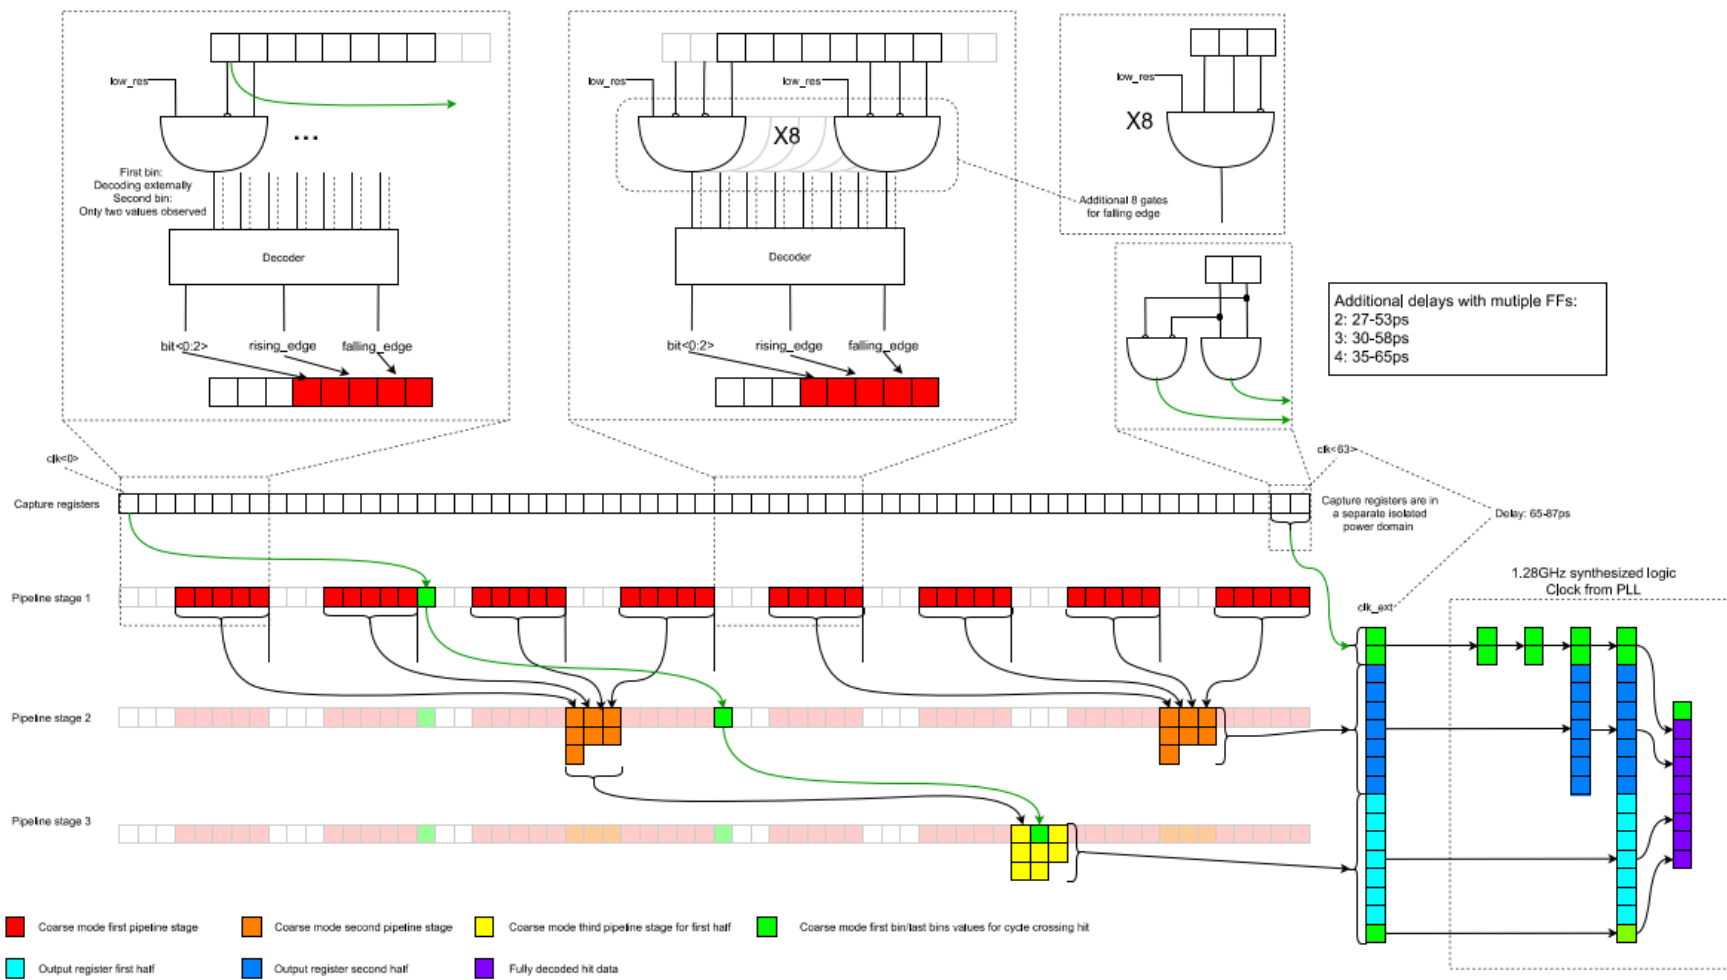 low_res
...
First bin:
Decoding externally
Second bin:
Only two values observed
Decoder
bit<0:2>
rising_edge
falling_edge
low_res
low_res
X8
Decoder
bit<0:2>
rising_edge
falling_edge
Additional 8 gates
for falling edge
low_res
X8
Additional delays with mutiple FFs:
2: 27-53ps
3: 30-58ps
4: 35-65ps
clk<0>
clk<63>
Capture registers
Capture registers are in
a separate isolated
power domain
Delay: 65-87ps
1.28GHz synthesized logic
Clock from PLL
Pipeline stage 1
clk_ext
Pipeline stage 2
Pipeline stage 3
Coarse mode first pipeline stage
Coarse mode second pipeline stage
Coarse mode third pipeline stage for first half
Coarse mode first bin/last bins values for cycle crossing hit
Output register first half
Output register second half
Fully decoded hit data